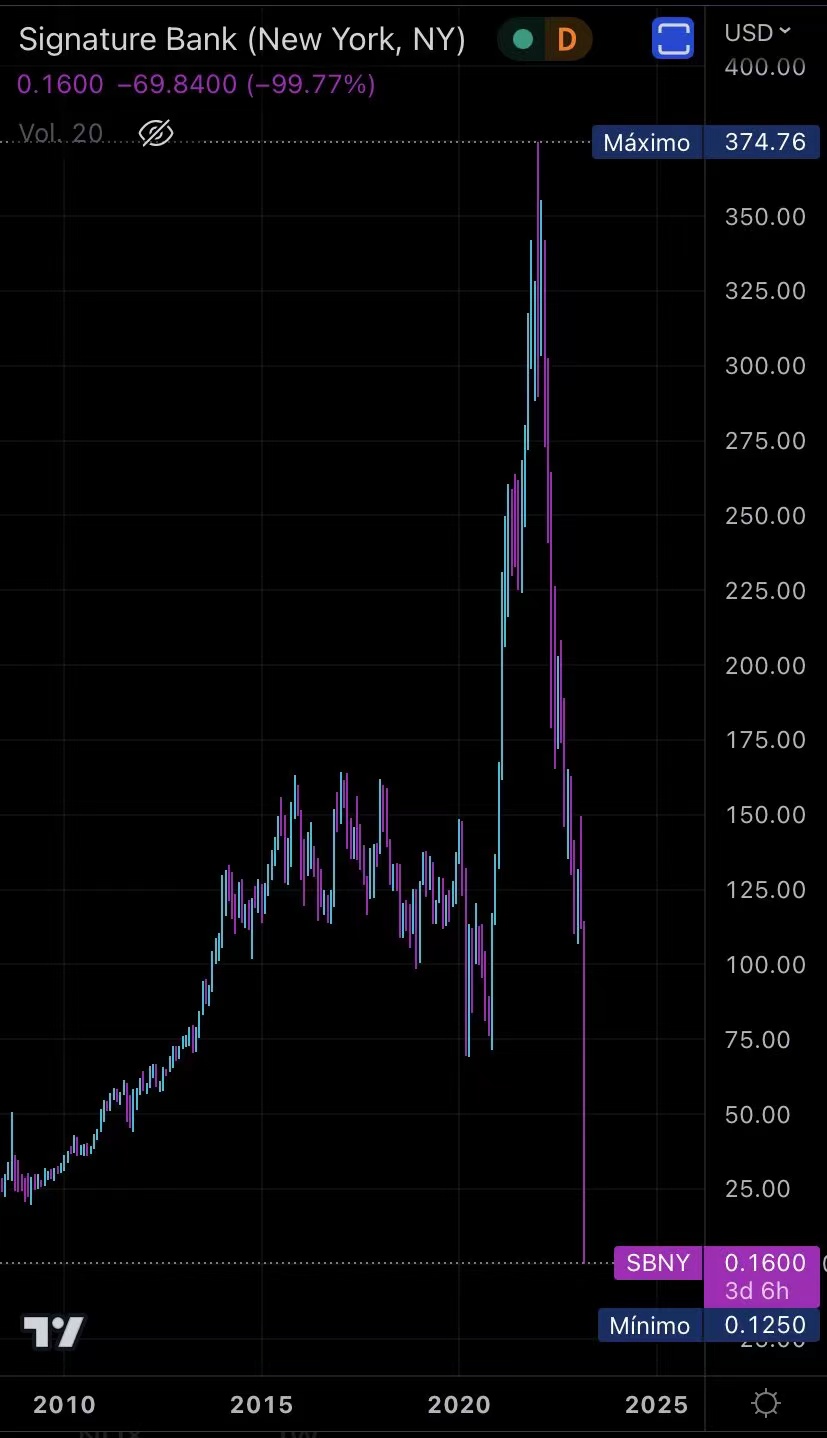 Signature Bank (New York, NY) D USD
0.1600 −69.8400 (−99.77%)
400.00
Vol. 20
Máximo 374.76
350.00
325.00
300.00
275.00
250.00
225.00
200.00
175.00
150.00
125.00
100.00
75.00
50.00
25.00
SBNY 0.1600
3d 6h
Mínimo 0.1250
2010 2015 2020 2025